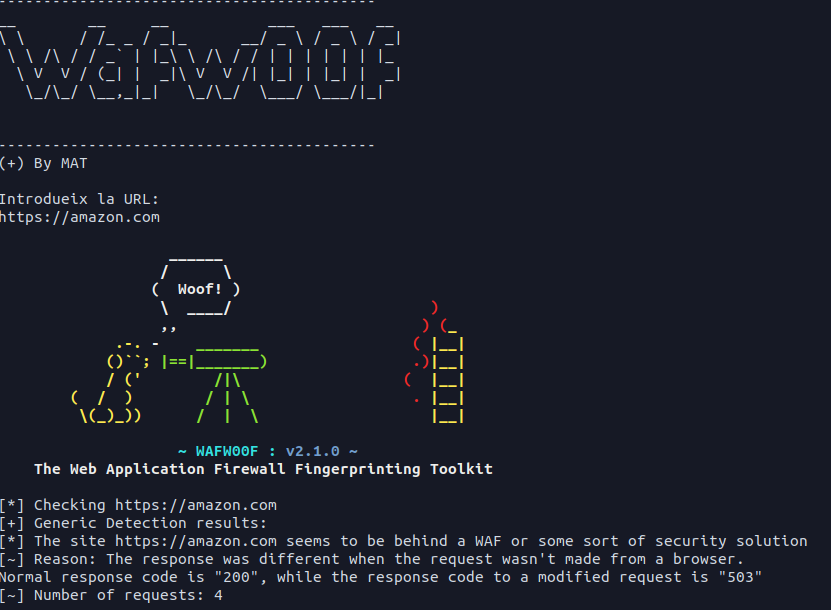 (+) By MAT
Introdueix la URL:
https://amazon.com
Woof!
~ WAFW00F : v2.1.0 ~
The Web Application Firewall Fingerprinting Toolkit
[*] Checking https://amazon.com
[+] Generic Detection results:
[*] The site https://amazon.com seems to be behind a WAF or some sort of security solution
[~] Reason: The response was different when the request wasn't made from a browser.
Normal response code is "200", while the response code to a modified request is "503"
[~] Number of requests: 4